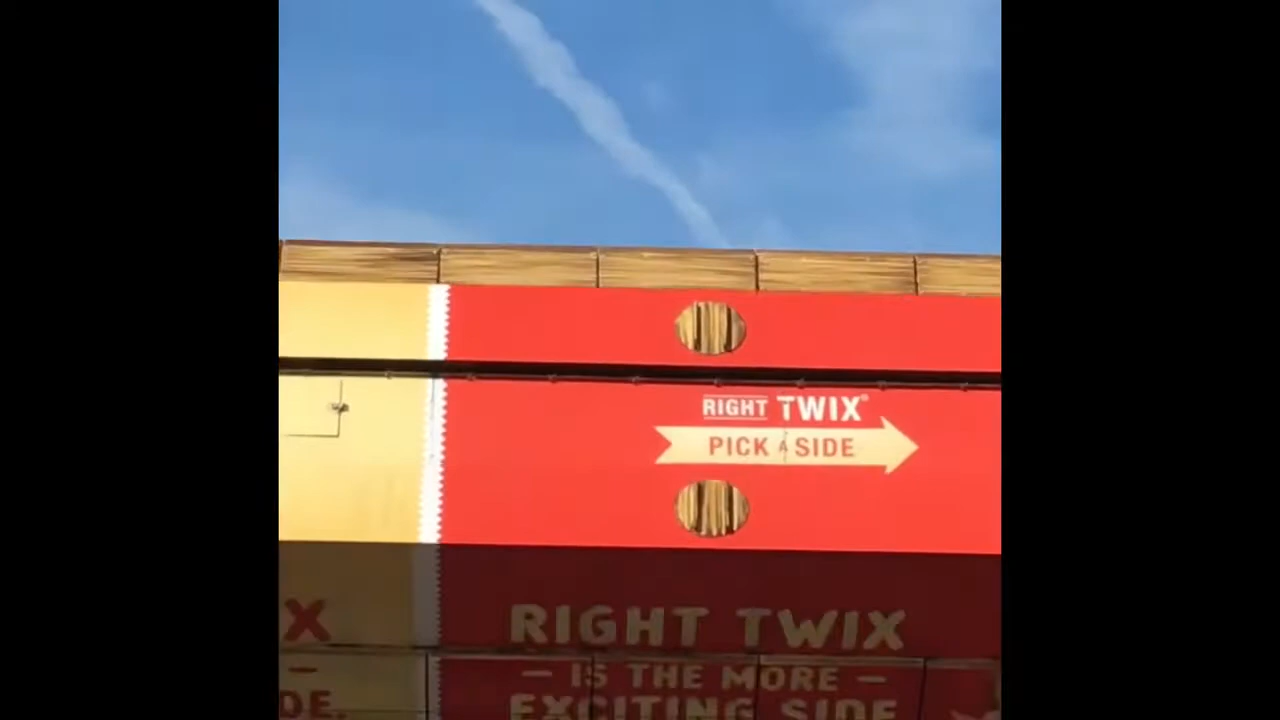 RIGHT TWIX®
PICK A SIDE
X
RIGHT TWIX
–
– IS THE MORE –
DE.
EXCITING SIDE